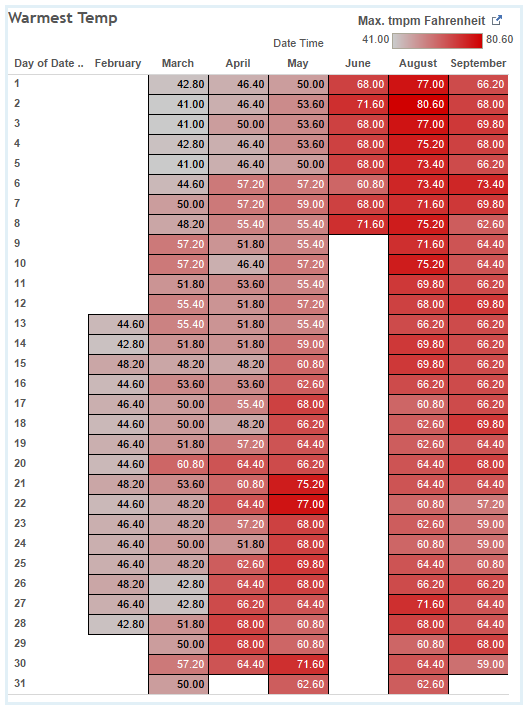 Warmest Temp
Max. tmpm Fahrenheit
41.00 80.60
Date Time
Day of Date .. February March April May June August September
1 42.80 46.40 50.00 68.00 77.00 66.20
2 41.00 46.40 53.60 71.60 80.60 68.00
3 41.00 50.00 53.60 68.00 77.00 69.80
4 42.80 46.40 53.60 68.00 75.20 68.00
5 41.00 46.40 50.00 68.00 73.40 66.20
6 44.60 57.20 57.20 60.80 73.40 73.40
7 50.00 57.20 59.00 68.00 71.60 69.80
8 48.20 55.40 55.40 71.60 75.20 62.60
9 57.20 51.80 55.40 71.60 64.40
10 57.20 46.40 57.20 75.20 64.40
11 51.80 53.60 55.40 69.80 66.20
12 55.40 51.80 57.20 68.00 69.80
13 44.60 55.40 51.80 55.40 66.20 66.20
14 42.80 51.80 51.80 59.00 69.80 66.20
15 48.20 48.20 48.20 60.80 69.80 66.20
16 44.60 53.60 53.60 62.60 66.20 66.20
17 46.40 50.00 55.40 68.00 60.80 66.20
18 44.60 50.00 48.20 66.20 62.60 69.80
19 46.40 51.80 57.20 64.40 62.60 64.40
20 44.60 60.80 64.40 66.20 64.40 68.00
21 48.20 53.60 60.80 75.20 64.40 64.40
22 44.60 48.20 64.40 77.00 60.80 57.20
23 46.40 48.20 57.20 68.00 62.60 59.00
24 46.40 50.00 51.80 68.00 60.80 59.00
25 46.40 48.20 62.60 69.80 64.40 60.80
26 48.20 42.80 64.40 68.00 66.20 66.20
27 46.40 42.80 66.20 64.40 71.60 64.40
28 42.80 51.80 68.00 60.80 68.00 64.40
29 50.00 68.00 60.80 60.80 68.00
30 57.20 64.40 71.60 64.40 59.00
31 50.00 62.60 62.60